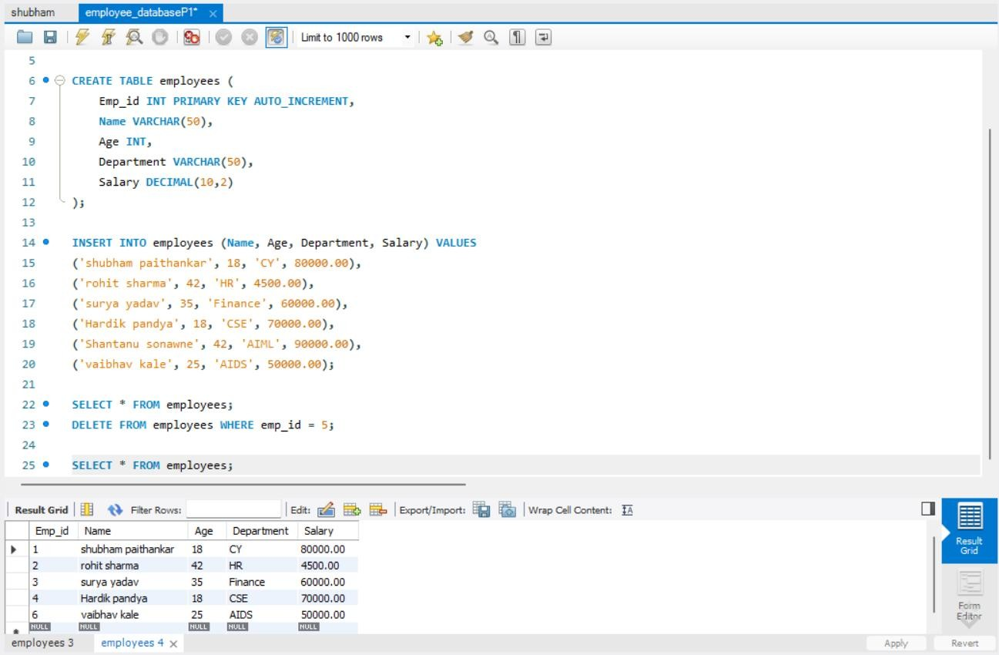 shubham employee_databaseP1*
Limit to 1000 rows
5
6 CREATE TABLE employees (
7 Emp_id INT PRIMARY KEY AUTO_INCREMENT,
8 Name VARCHAR(50),
9 Age INT,
10 Department VARCHAR(50),
11 Salary DECIMAL(10,2)
12 );
13
14 INSERT INTO employees (Name, Age, Department, Salary) VALUES
15 ('shubham paithankar', 18, 'CY', 80000.00),
16 ('rohit sharma', 42, 'HR', 4500.00),
17 ('surya yadav', 35, 'Finance', 60000.00),
18 ('Hardik pandya', 18, 'CSE', 70000.00),
19 ('Shantanu sonawne', 42, 'AIML', 90000.00),
20 ('vaibhav kale', 25, 'AIDS', 50000.00);
21
22 SELECT * FROM employees;
23 DELETE FROM employees WHERE emp_id = 5;
24
25 SELECT * FROM employees;
Result Grid Filter Rows: Edit: Export/Import: Wrap Cell Content: IA
Emp_id Name Age Department Salary
1 shubham paithankar 18 CY 80000.00
2 rohit sharma 42 HR 4500.00
3 surya yadav 35 Finance 60000.00
4 Hardik pandya 18 CSE 70000.00
6 vaibhav kale 25 AIDS 50000.00
NULL NULL NULL NULL NULL
Result
Grid
Form
Editor
employees 3 employees 4 Apply Revert